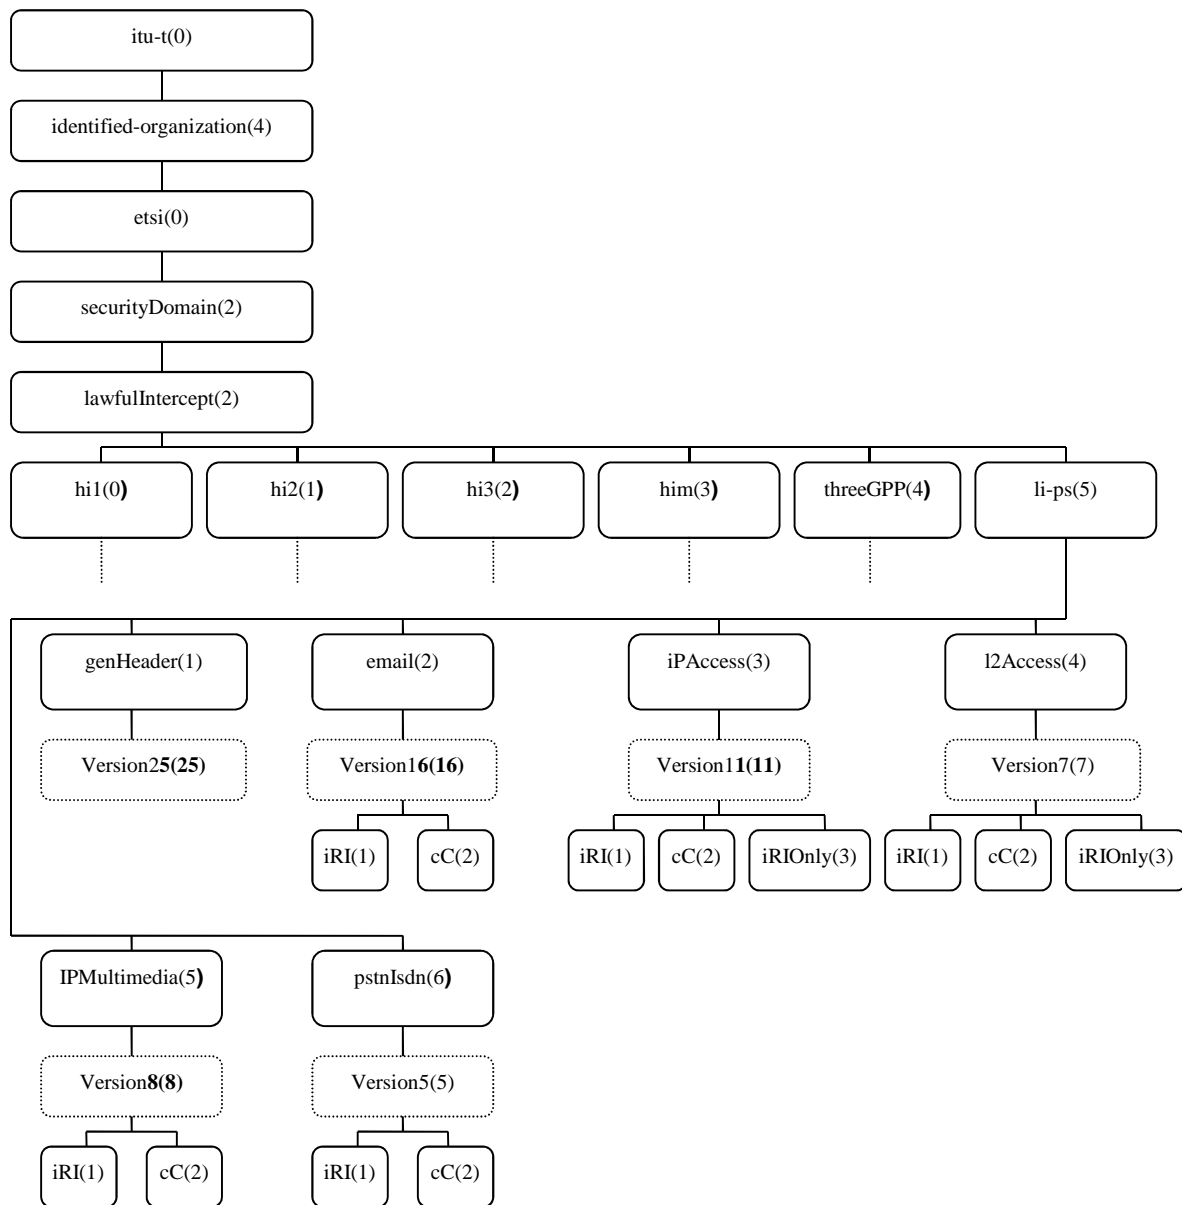 itu-t(0)
identified-organization(4)
etsi(0)
securityDomain(2)
lawfulIntercept(2)
hi1(0)
hi2(1)
hi3(2)
him(3)
threeGPP(4)
li-ps(5)
genHeader(1)
email(2)
iPAccess(3)
l2Access(4)
Version25(25)
Version16(16)
Version11(11)
Version7(7)
iRI(1)
cC(2)
iRI(1)
cC(2)
iRIOnly(3)
iRI(1)
cC(2)
iRIOnly(3)
IPMultimedia(5)
pstnIsdn(6)
Version8(8)
Version5(5)
iRI(1)
cC(2)
iRI(1)
cC(2)